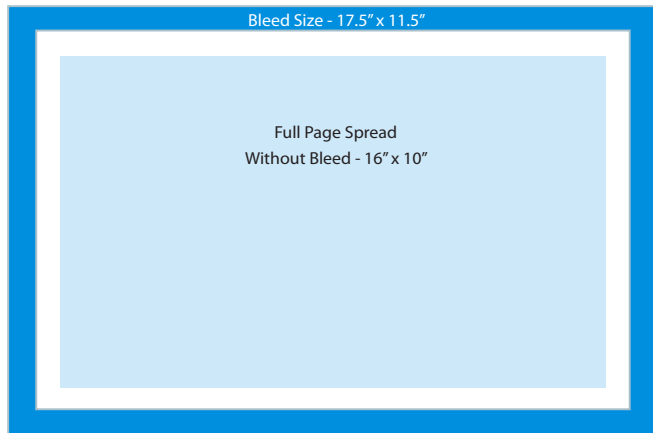 Bleed Size - 17.5” x 11.5”
Full Page Spread
Without Bleed - 16” x 10”